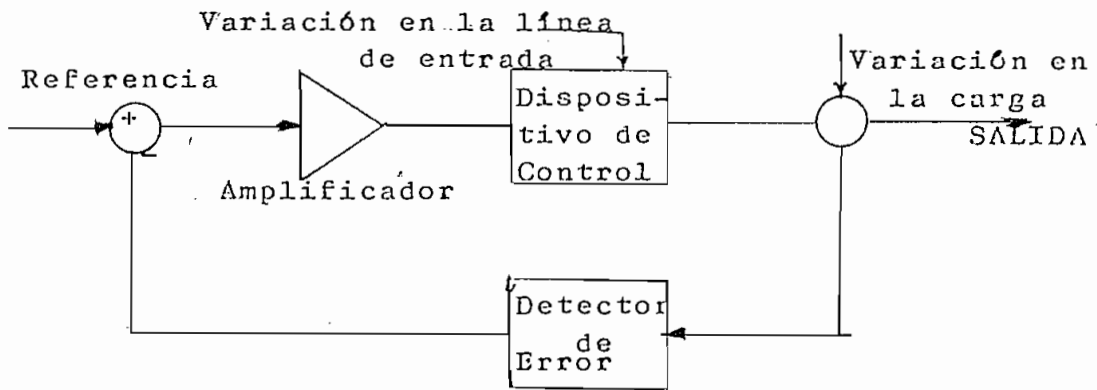 Variación en la línea
de entrada
Referencia
+
-
Amplificador
Disposi-
tivo de
Control
Variación en
la carga
SALIDA
Detector
de
Error